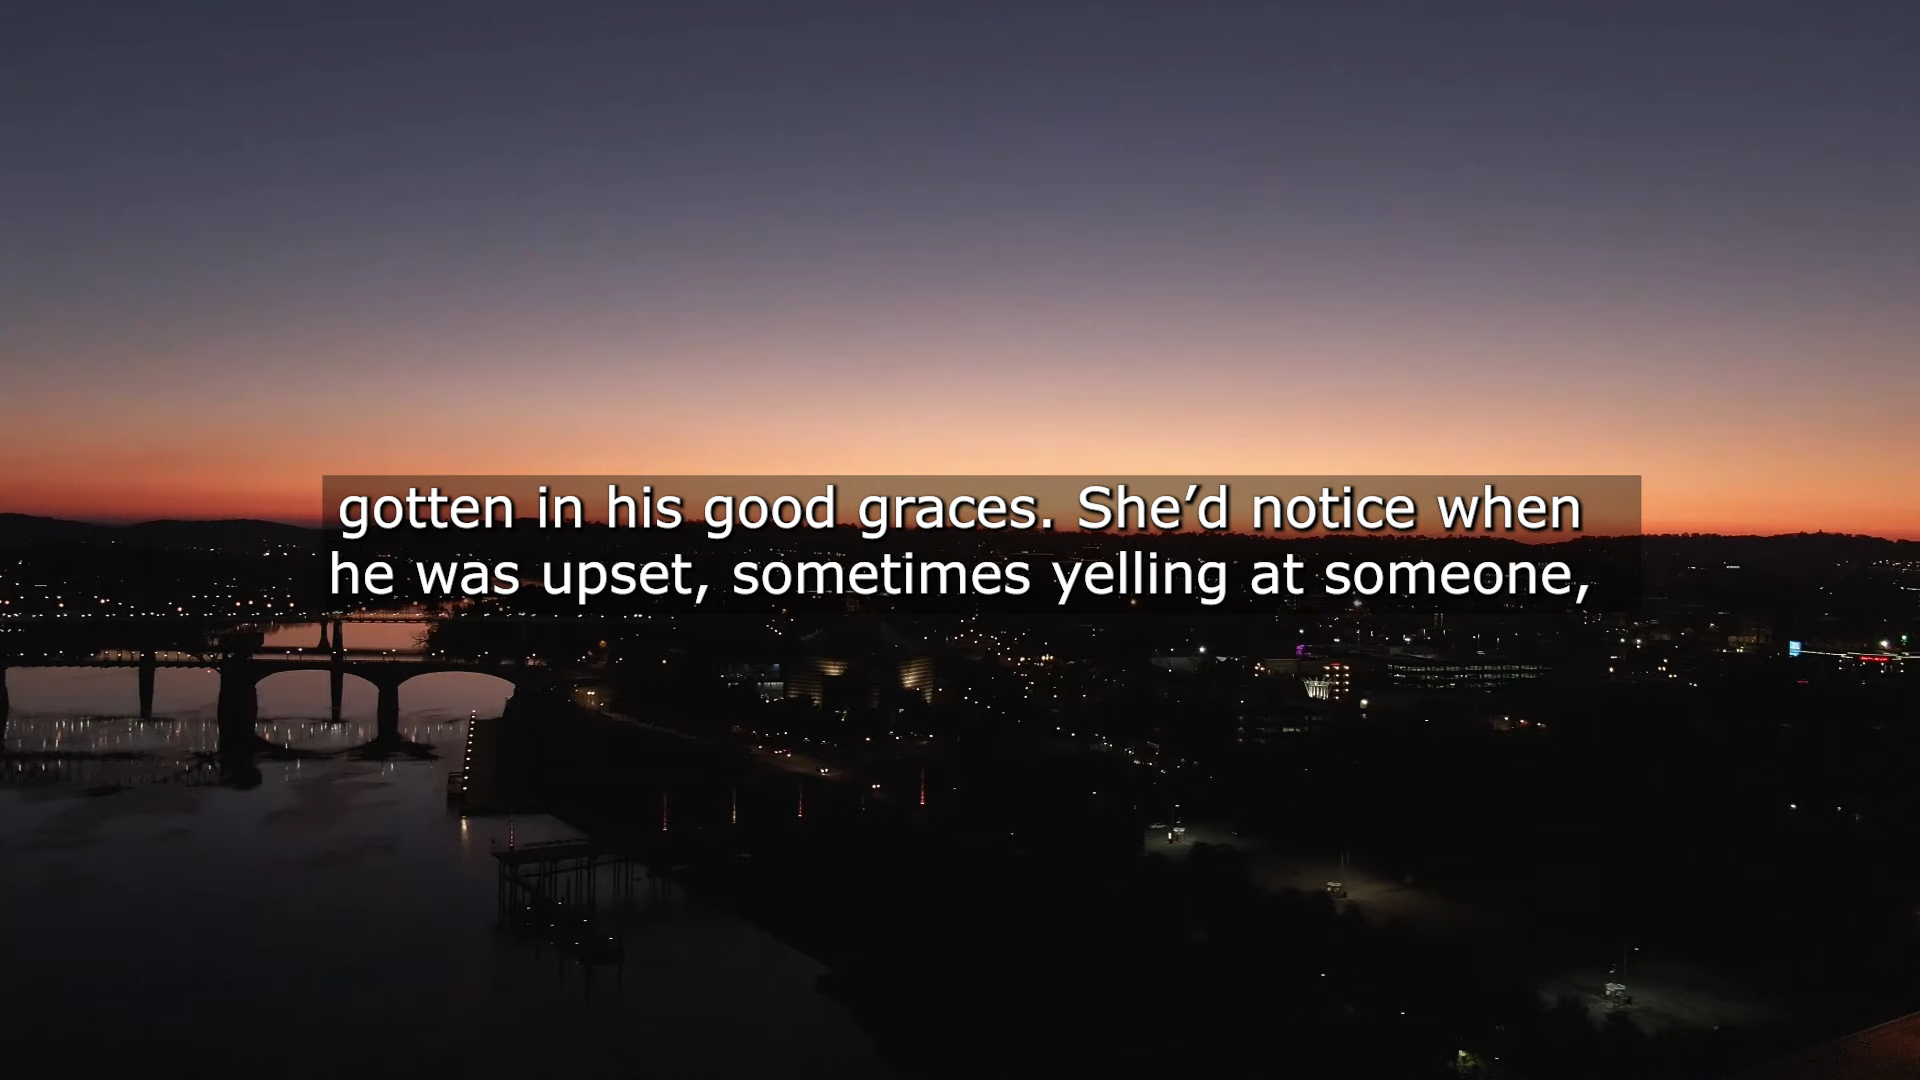 gotten in his good graces. She’d notice when
he was upset, sometimes yelling at someone,